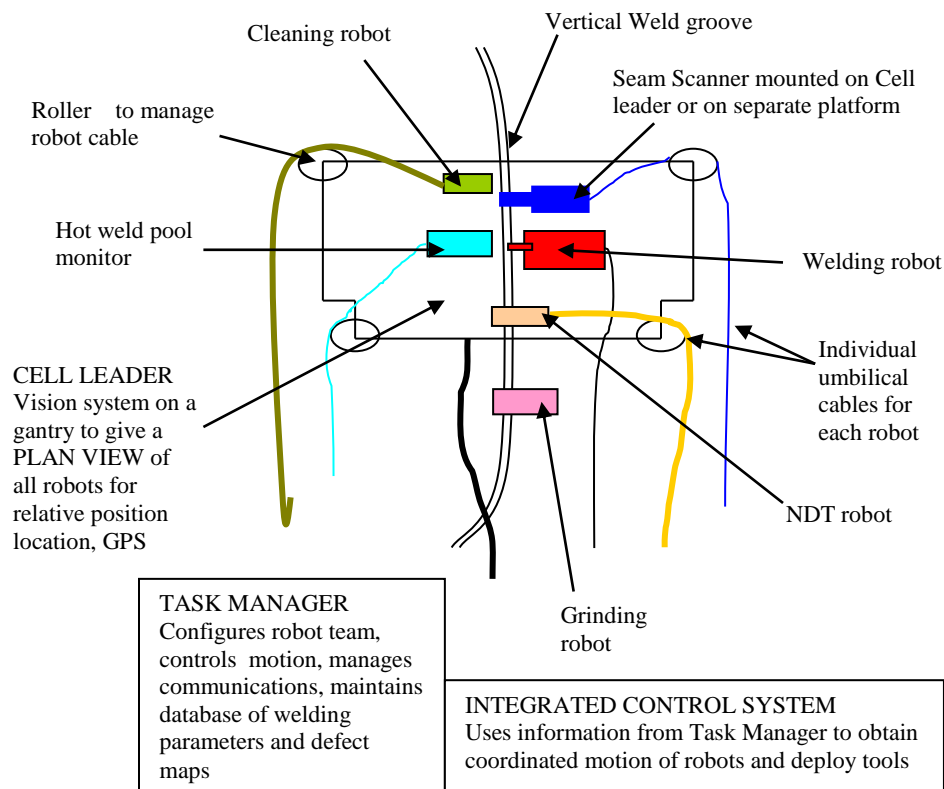 Cleaning robot
Vertical Weld groove
Seam Scanner mounted on Cell
leader or on separate platform
Roller to manage
robot cable
Hot weld pool
monitor
Welding robot
Individual
umbilical
cables for
each robot
CELL LEADER
Vision system on a
gantry to give a
PLAN VIEW of
all robots for
relative position
location, GPS
NDT robot
Grinding
robot
TASK MANAGER
Configures robot team,
controls motion, manages
communications, maintains
database of welding
parameters and defect
maps
INTEGRATED CONTROL SYSTEM
Uses information from Task Manager to obtain
coordinated motion of robots and deploy tools